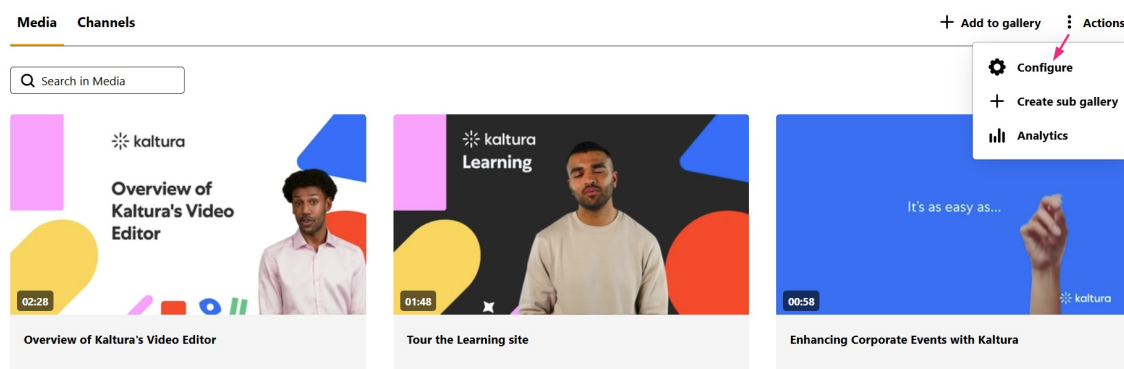 Media Channels
+ Add to gallery Actions
Search in Media
Configure
Create sub gallery
Analytics
kaltura
Overview of
Kaltura's Video
Editor
02:28
kaltura
Learning
01:48
It's as easy as...
00:58
kaltura
Overview of Kaltura's Video Editor
Tour the Learning site
Enhancing Corporate Events with Kaltura